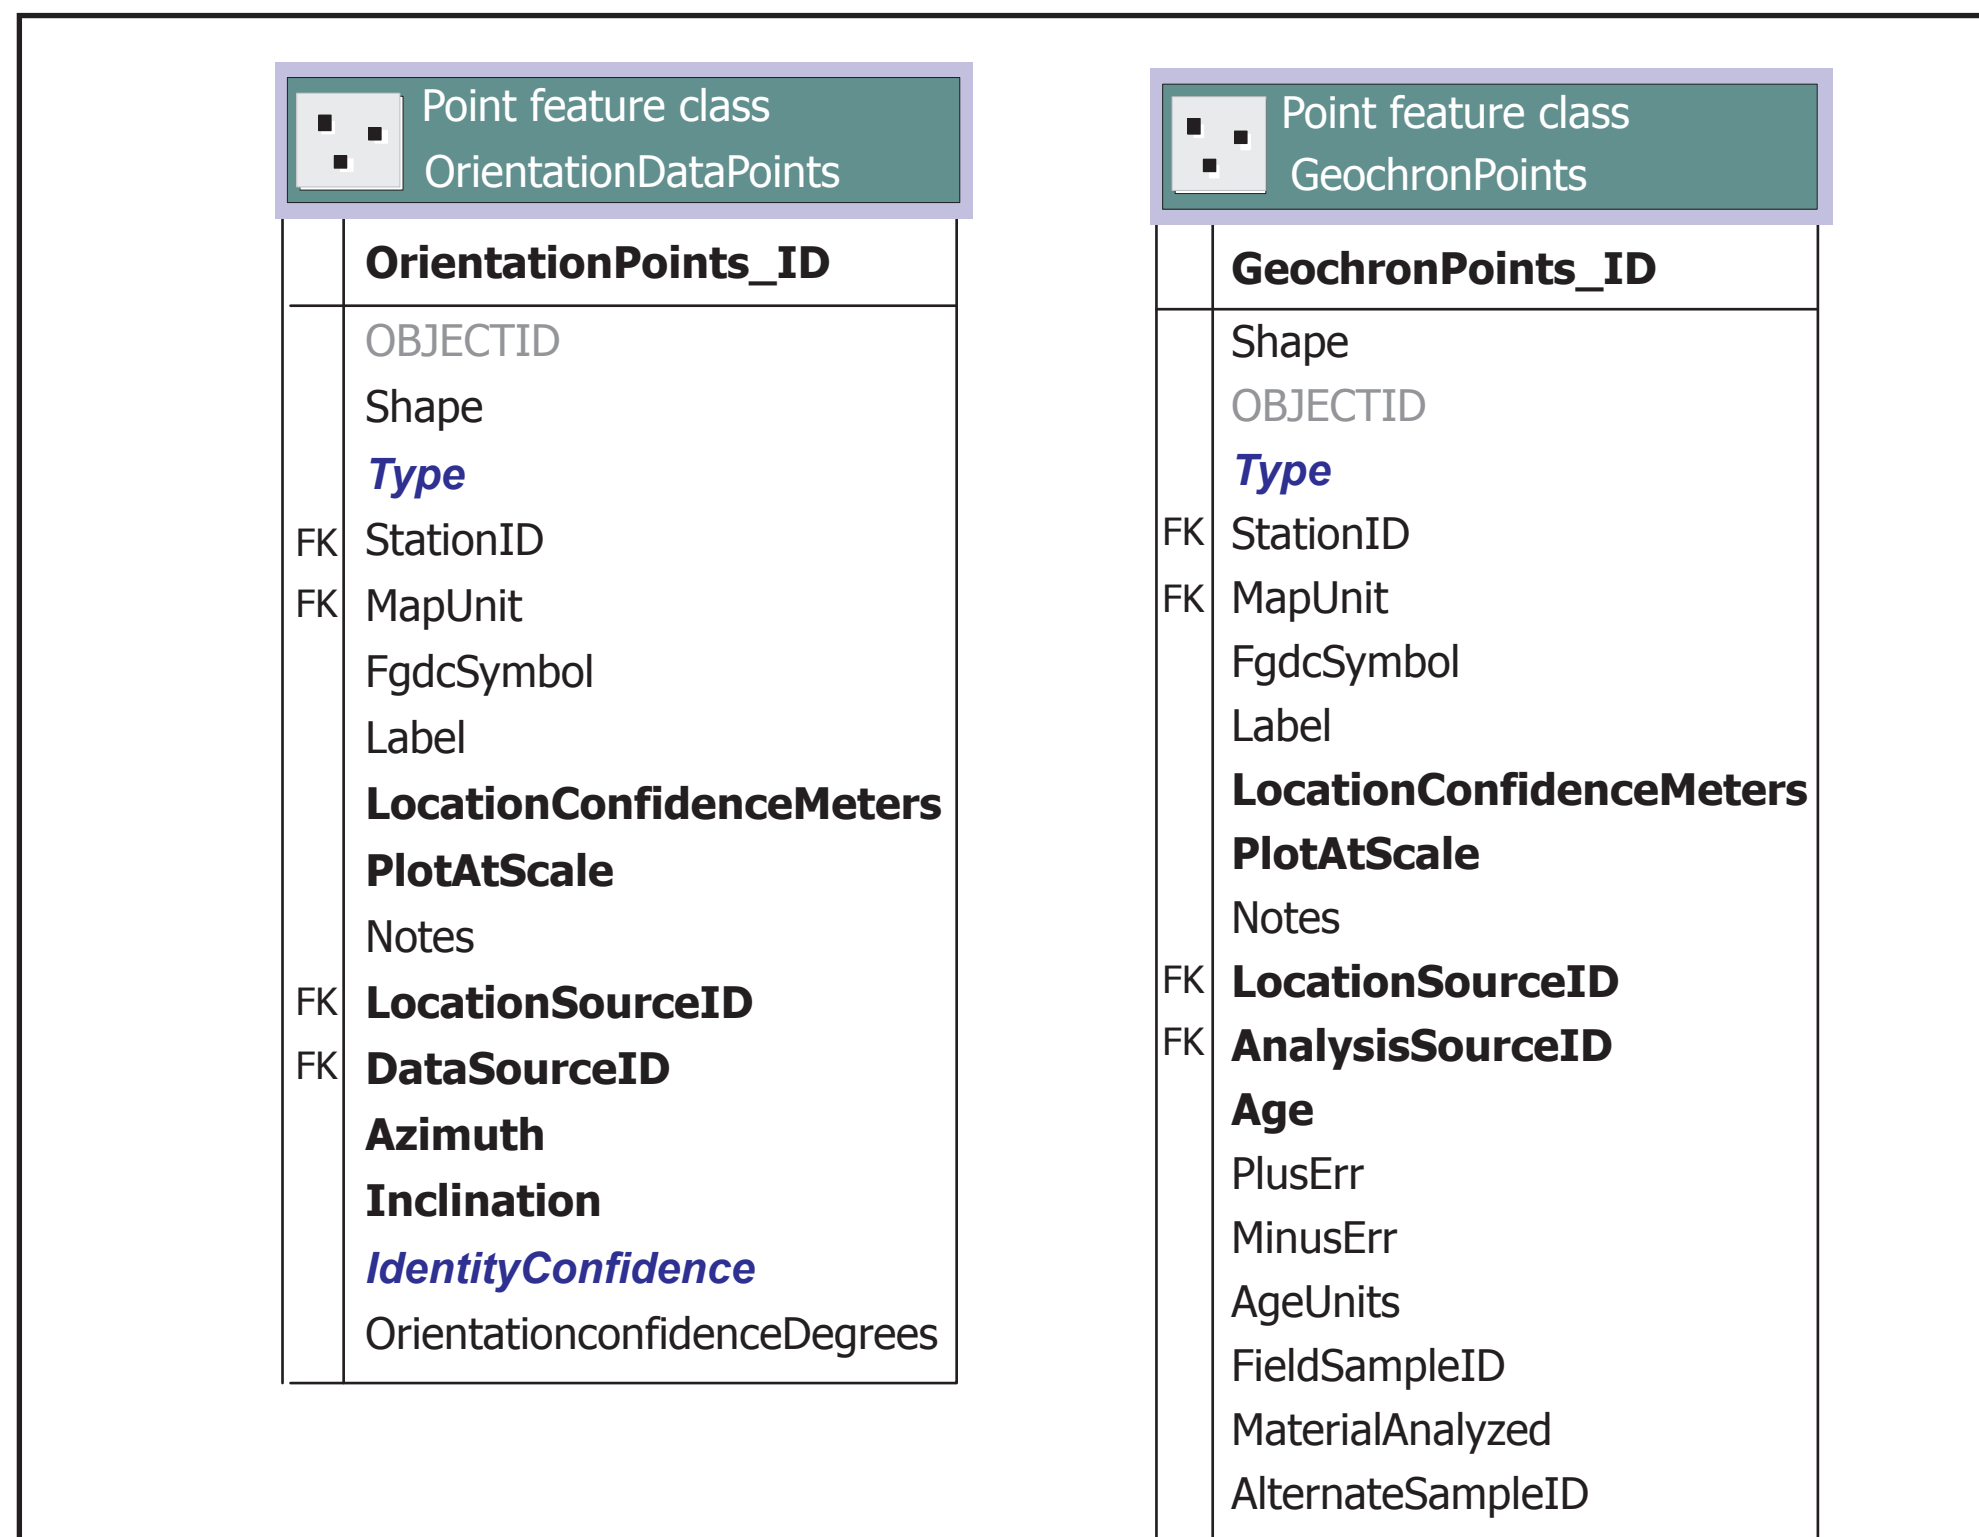 Point feature class
OrientationDataPoints
OrientationPoints_ID
OBJECTID
Shape
Type
FK StationID
FK MapUnit
FgdcSymbol
Label
LocationConfidenceMeters
PlotAtScale
Notes
FK LocationSourceID
FK DataSourceID
Azimuth
Inclination
IdentityConfidence
OrientationconfidenceDegrees
Point feature class
GeochronPoints
GeochronPoints_ID
Shape
OBJECTID
Type
FK StationID
FK MapUnit
FgdcSymbol
Label
LocationConfidenceMeters
PlotAtScale
Notes
FK LocationSourceID
FK AnalysisSourceID
Age
PlusErr
MinusErr
AgeUnits
FieldSampleID
MaterialAnalyzed
AlternateSampleID